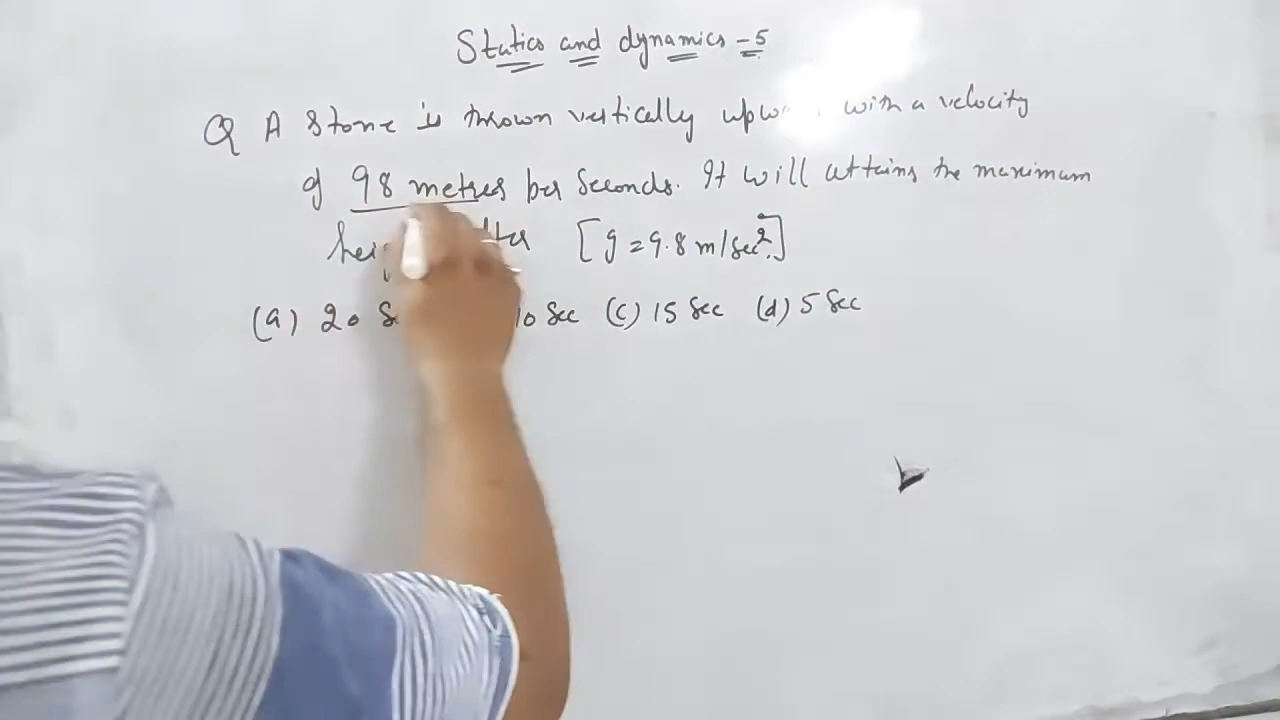 Statics and dynamics - 5
Q A Stone is thrown vertically with a velocity
of 98 metres per Seconds. It will attains the maximum
[g = 9.8 m/sec²]
(a) 20 10 Sec (c) 15 Sec (d) 5 Sec